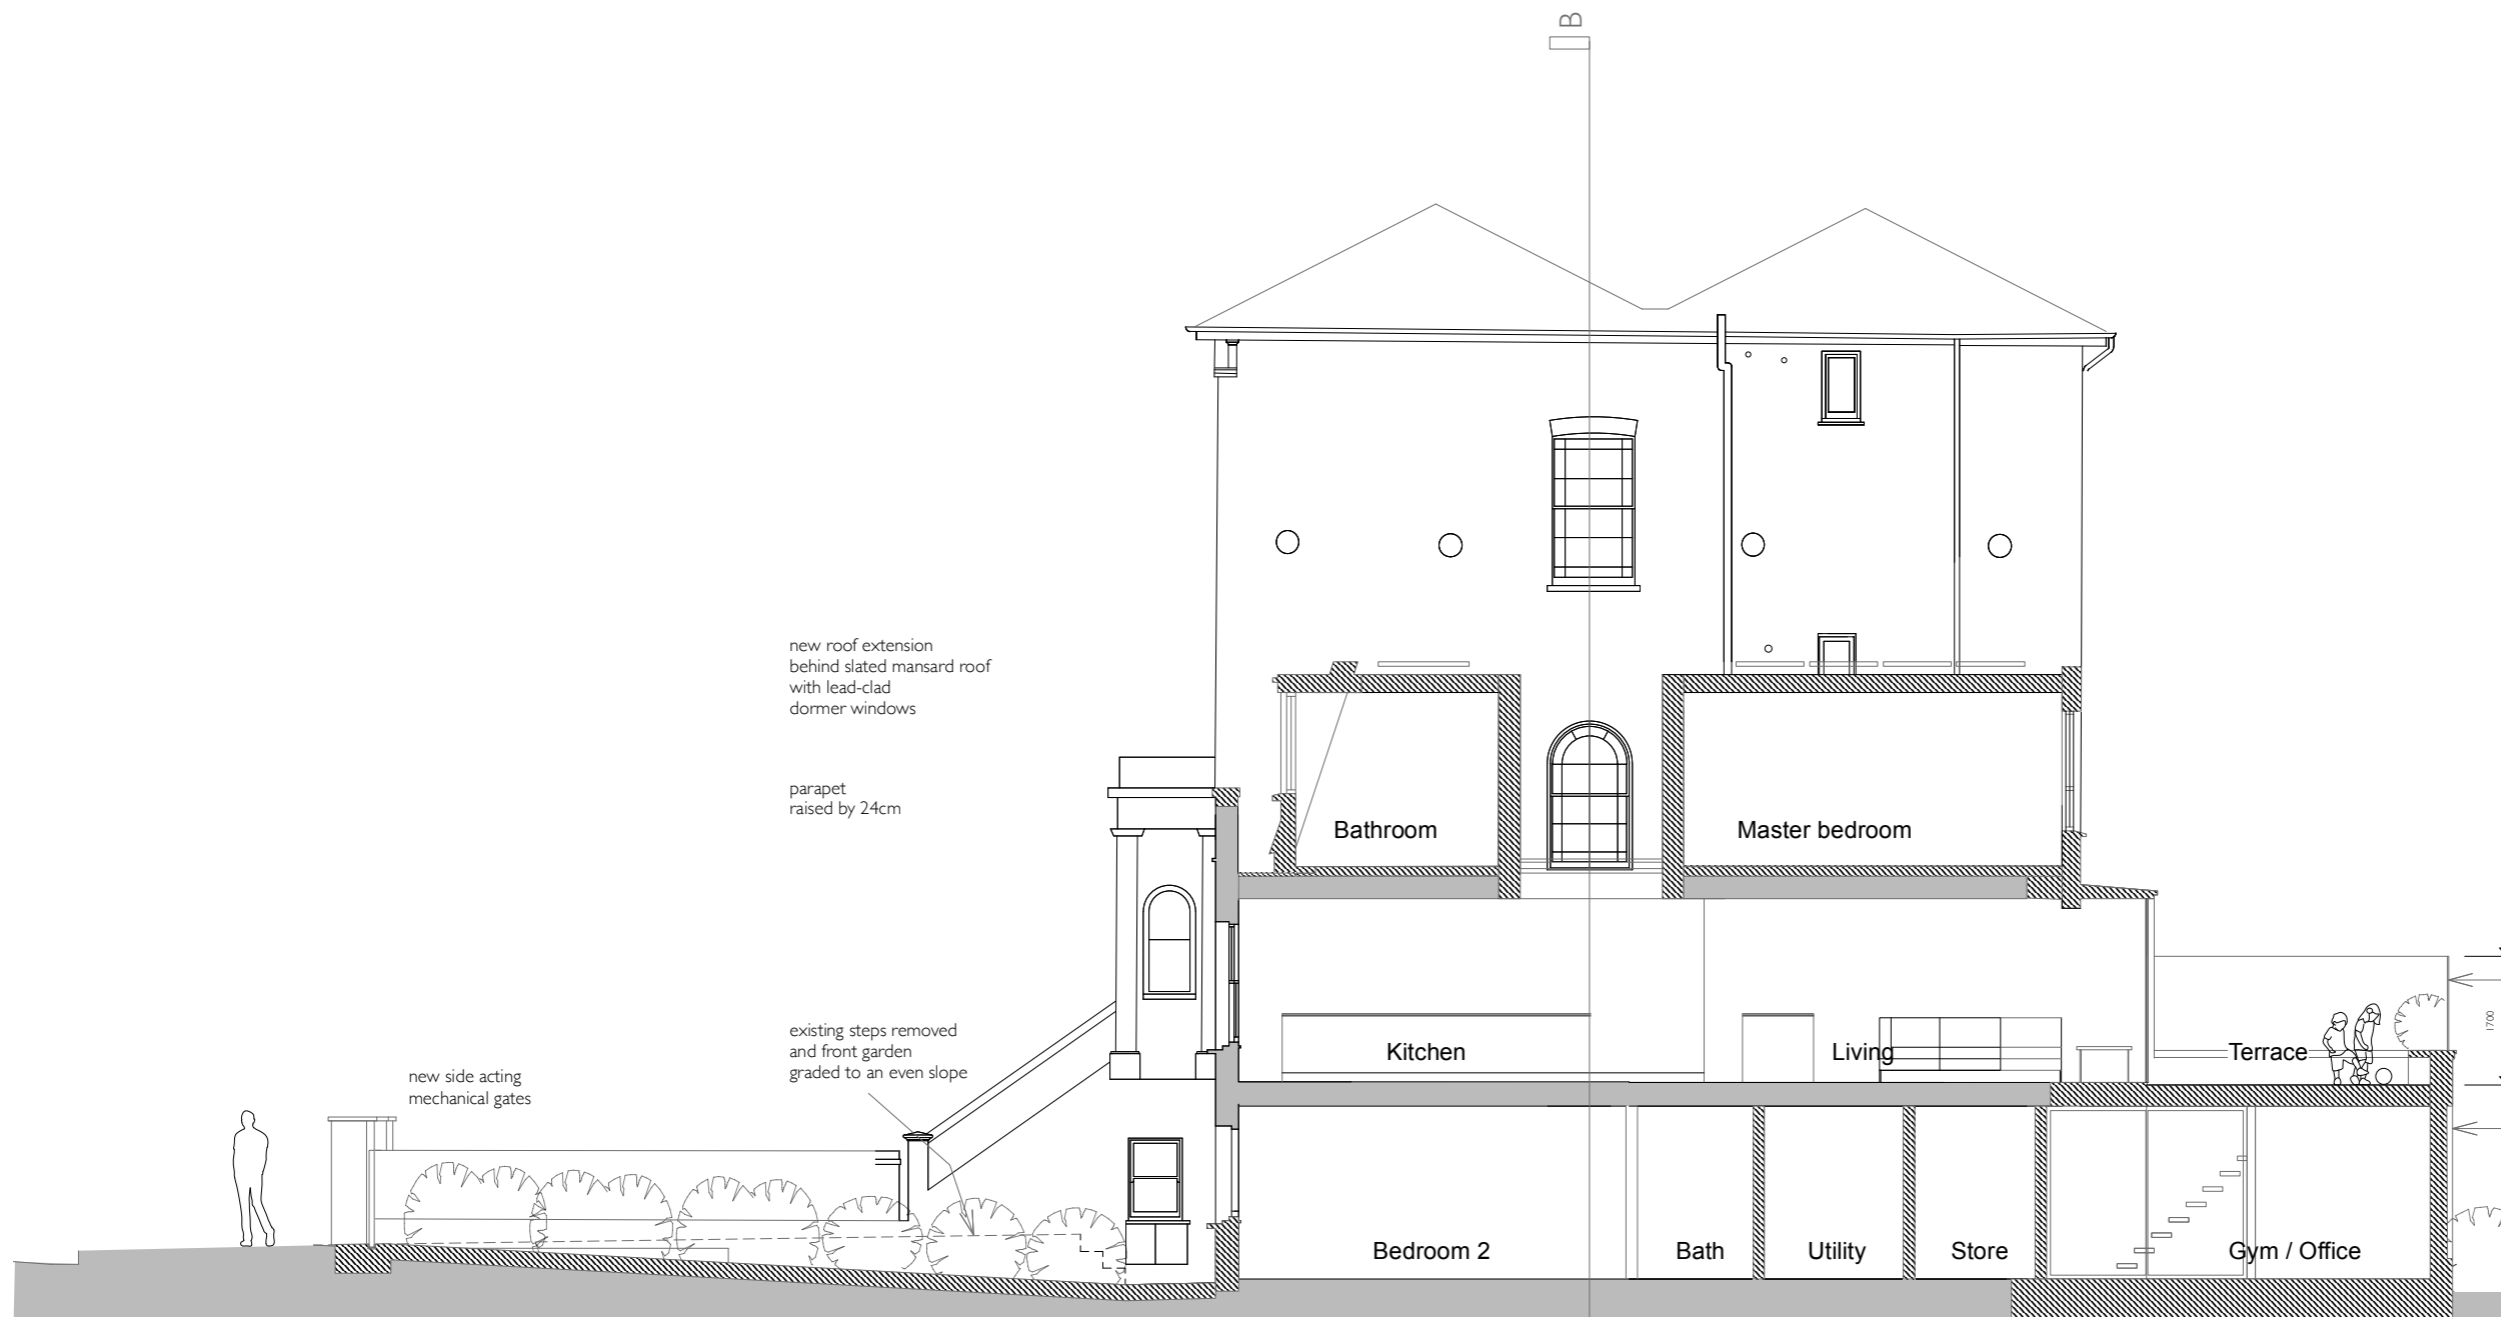 B
new roof extension
behind slated mansard roof
with lead-clad
dormer windows
parapet
raised by 24cm
Bathroom
Master bedroom
existing steps removed
and front garden
graded to an even slope
new side acting
mechanical gates
Kitchen
Living
Terrace
1700
Bedroom 2
Bath
Utility
Store
Gym / Office